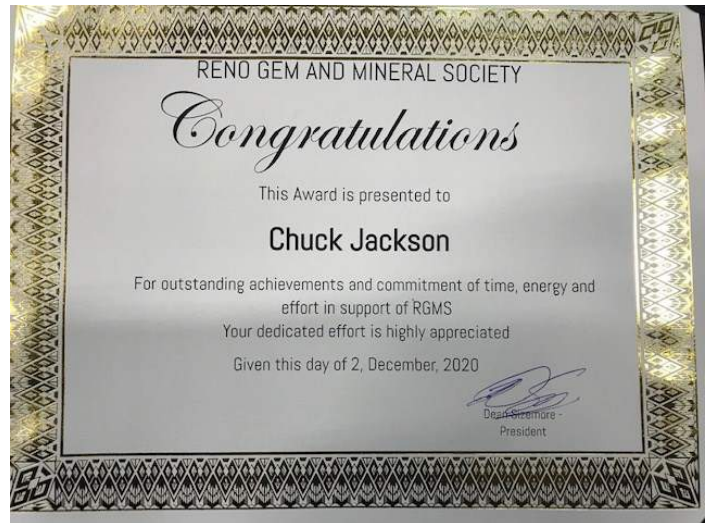 RENO GEM AND MINERAL SOCIETY
Congratulations
This Award is presented to
Chuck Jackson
For outstanding achievements and commitment of time, energy and
effort in support of RGMS
Your dedicated effort is highly appreciated
Given this day of 2, December, 2020
Dean Sizemore -
President